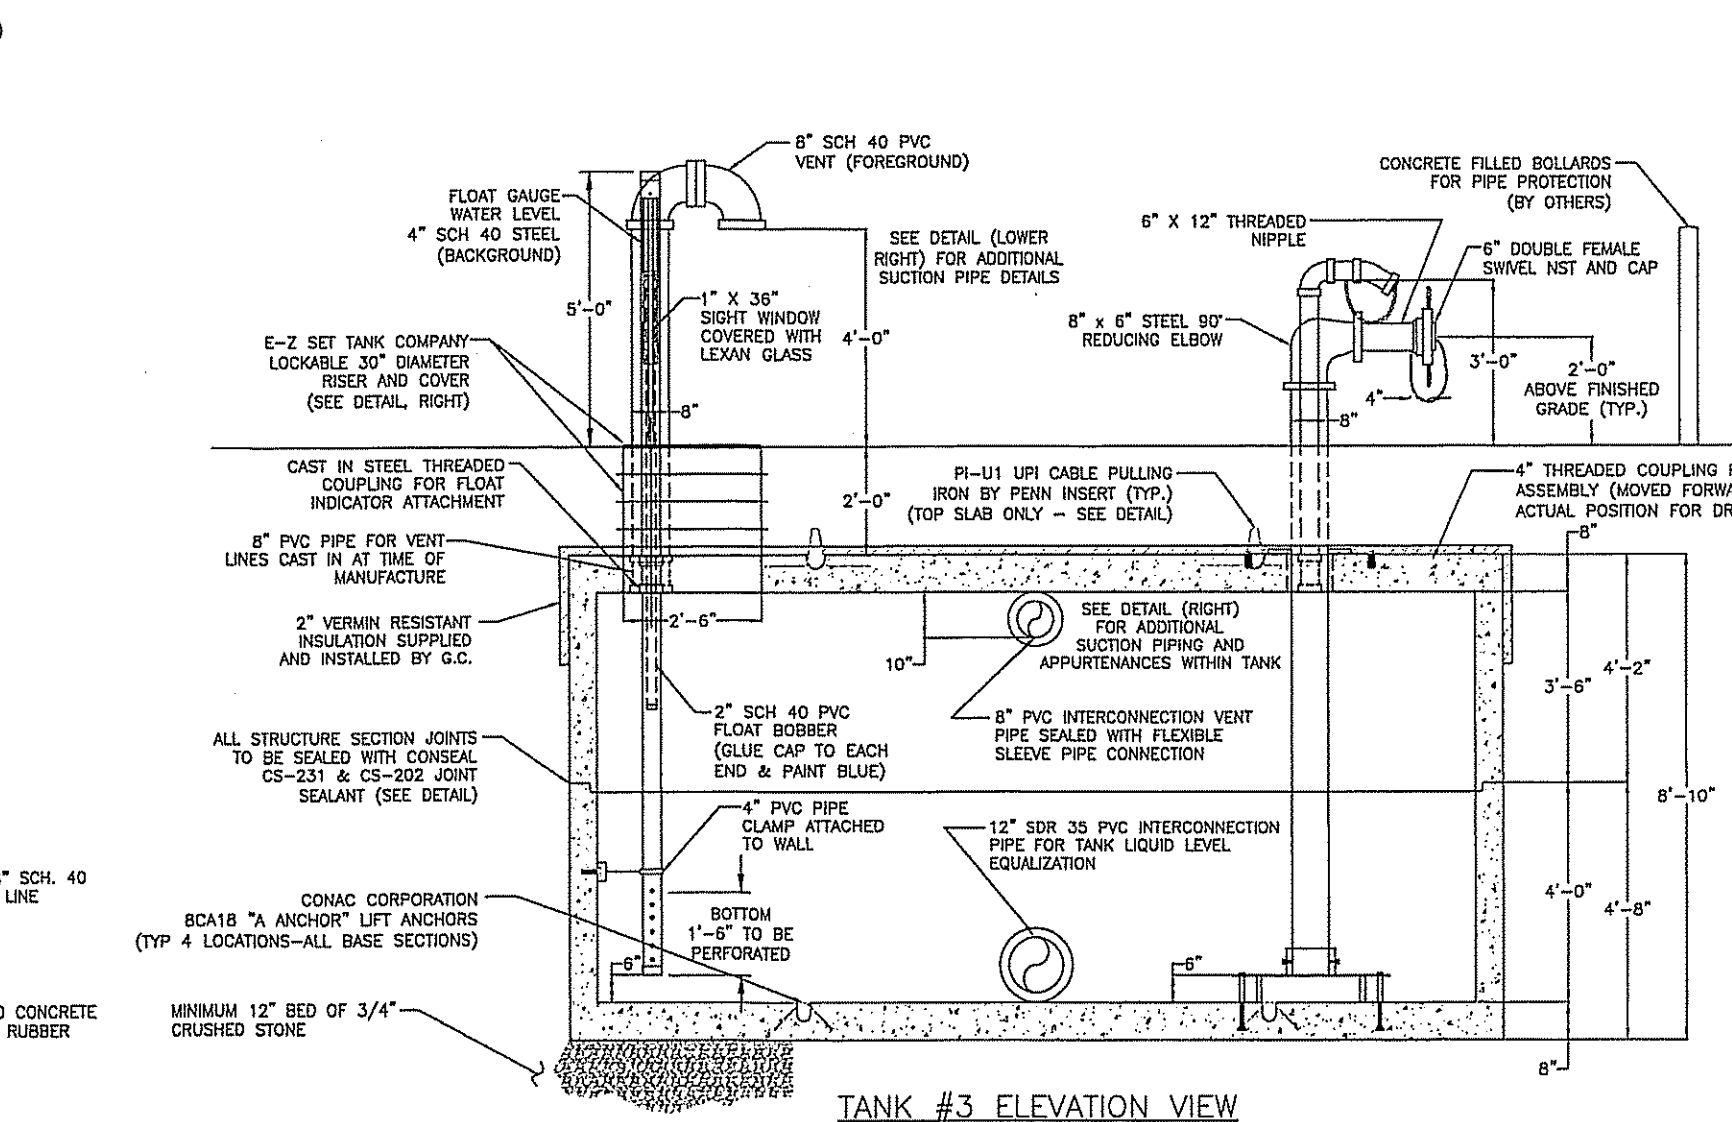 )
8" SCH 40 PVC
VENT (FOREGROUND)
FLOAT GAUGE
WATER LEVEL
4" SCH 40 STEEL
(BACKGROUND)
SEE DETAIL (LOWER
RIGHT) FOR ADDITIONAL
SUCTION PIPE DETAILS
CONCRETE FILLED BOLLARDS
FOR PIPE PROTECTION
(BY OTHERS)
6" X 12" THREADED
NIPPLE
6" DOUBLE FEMALE
SWIVEL NST AND CAP
5'-0"
1" X 36"
SIGHT WINDOW
COVERED WITH
LEXAN GLASS
4'-0"
8" x 6" STEEL 90°
REDUCING ELBOW
3'-0"
2'-0"
ABOVE FINISHED
GRADE (TYP.)
4"
E-Z SET TANK COMPANY
LOCKABLE 30" DIAMETER
RISER AND COVER
(SEE DETAIL, RIGHT)
8"
8"
CAST IN STEEL THREADED
COUPLING FOR FLOAT
INDICATOR ATTACHMENT
2'-0"
PI-U1 UPI CABLE PULLING
IRON BY PENN INSERT (TYP.)
(TOP SLAB ONLY - SEE DETAIL)
4" THREADED COUPLING
ASSEMBLY (MOVED
ACTUAL POSITION FOR
8"
8" PVC PIPE FOR VENT
LINES CAST IN AT TIME OF
MANUFACTURE
2" VERMIN RESISTANT
INSULATION SUPPLIED
AND INSTALLED BY G.C.
2'-6"
10"
SEE DETAIL (RIGHT)
FOR ADDITIONAL
SUCTION PIPING AND
APPURTENANCES WITHIN TANK
3'-6"
4'-2"
2" SCH 40 PVC
FLOAT BOBBER
(GLUE CAP TO EACH
END & PAINT BLUE)
8" PVC INTERCONNECTION VENT
PIPE SEALED WITH FLEXIBLE
SLEEVE PIPE CONNECTION
ALL STRUCTURE SECTION JOINTS
TO BE SEALED WITH CONSEAL
CS-231 & CS-202 JOINT
SEALANT (SEE DETAIL)
8'-10"
4" PVC PIPE
CLAMP ATTACHED
TO WALL
12" SDR 35 PVC INTERCONNECTION
PIPE FOR TANK LIQUID LEVEL
EQUALIZATION
" SCH. 40
LINE
CONAC CORPORATION
8CA18 "A ANCHOR" LIFT ANCHORS
(TYP 4 LOCATIONS-ALL BASE SECTIONS)
BOTTOM
1'-6" TO BE
PERFORATED
4'-0"
4'-8"
6"
6"
CONCRETE
RUBBER
MINIMUM 12" BED OF 3/4"
CRUSHED STONE
8"
TANK #3 ELEVATION VIEW